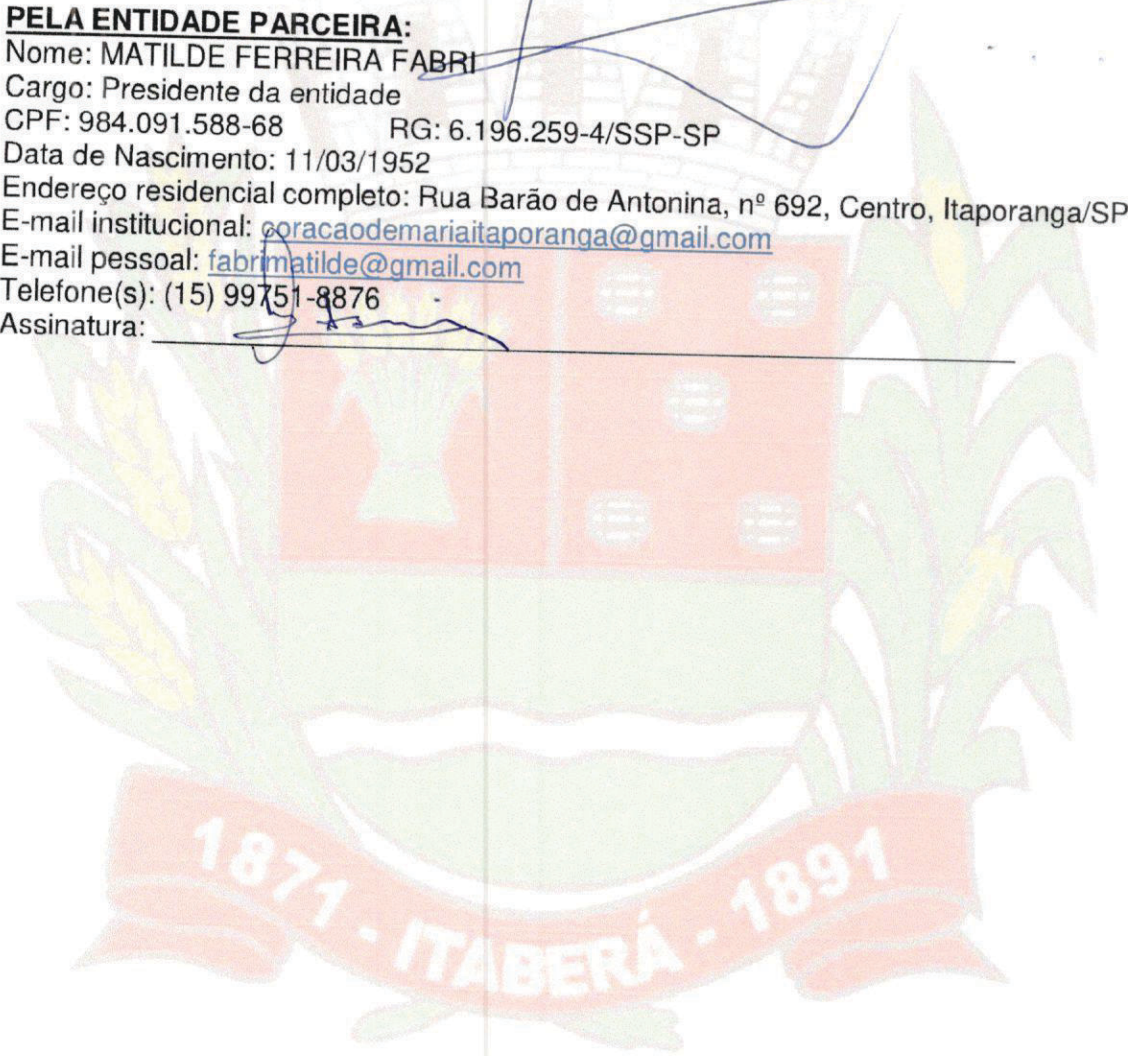 PELA ENTIDADE PARCEIRA:
Nome: MATILDE FERREIRA FABRI
Cargo: Presidente da entidade
CPF: 984.091.588-68 RG: 6.196.259-4/SSP-SP
Data de Nascimento: 11/03/1952
Endereço residencial completo: Rua Barão de Antonina, nº 692, Centro, Itaporanga/SP
E-mail institucional: coracaodemariaitaporanga@gmail.com
E-mail pessoal: fabrimatilde@gmail.com
Telefone(s): (15) 99751-8876
Assinatura:
1871 - ITABERÁ - 1891